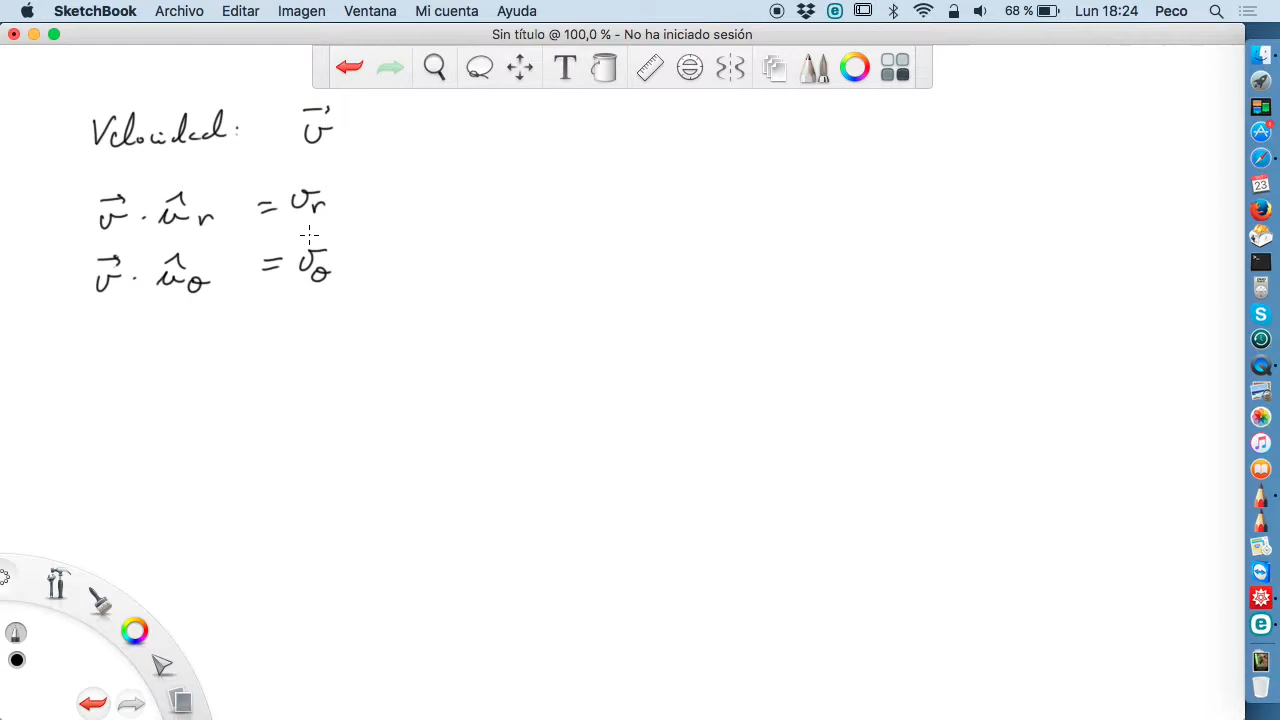 SketchBook Archivo Editar Imagen Ventana Mi cuenta Ayuda 68 % Lun 18:24 Peco
Sin título @ 100,0 % - No ha iniciado sesión
Velocidad: v⃗
v⃗ · û_r = v_r
v⃗ · û_θ = v_θ